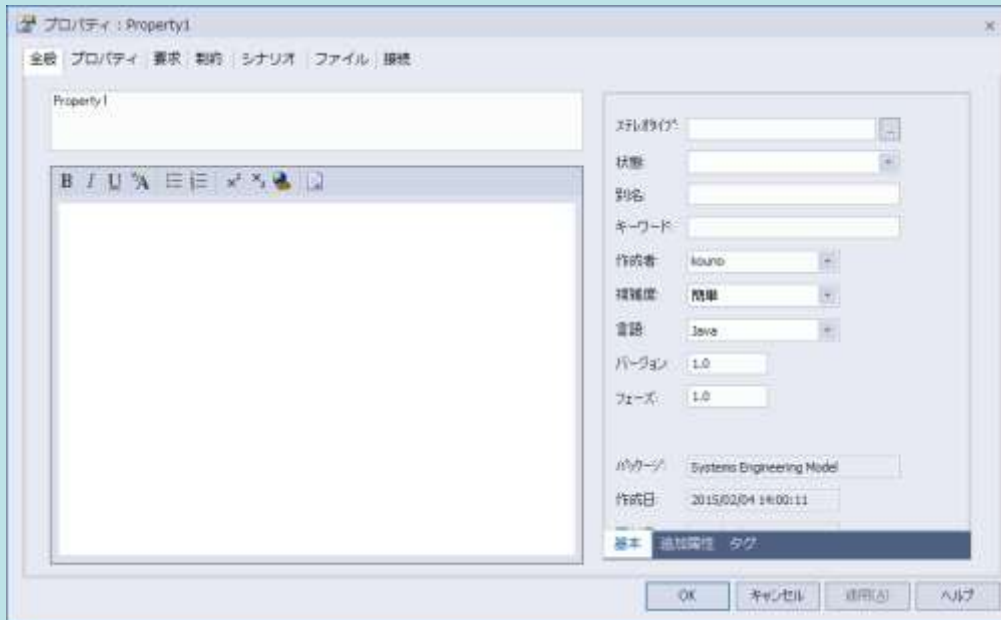 プロパティ : Property1
全般 プロパティ 要求 制約 シナリオ ファイル 接続
Property1
B I U A
ステレオタイプ:
状態:
別名:
キーワード:
作成者: kouno
複雑度: 簡単
言語: Java
バージョン: 1.0
フェーズ: 1.0
パッケージ: Systems Engineering Model
作成日: 2015/02/04 14:00:11
基本 追加属性 タグ
OK キャンセル 適用(A) ヘルプ